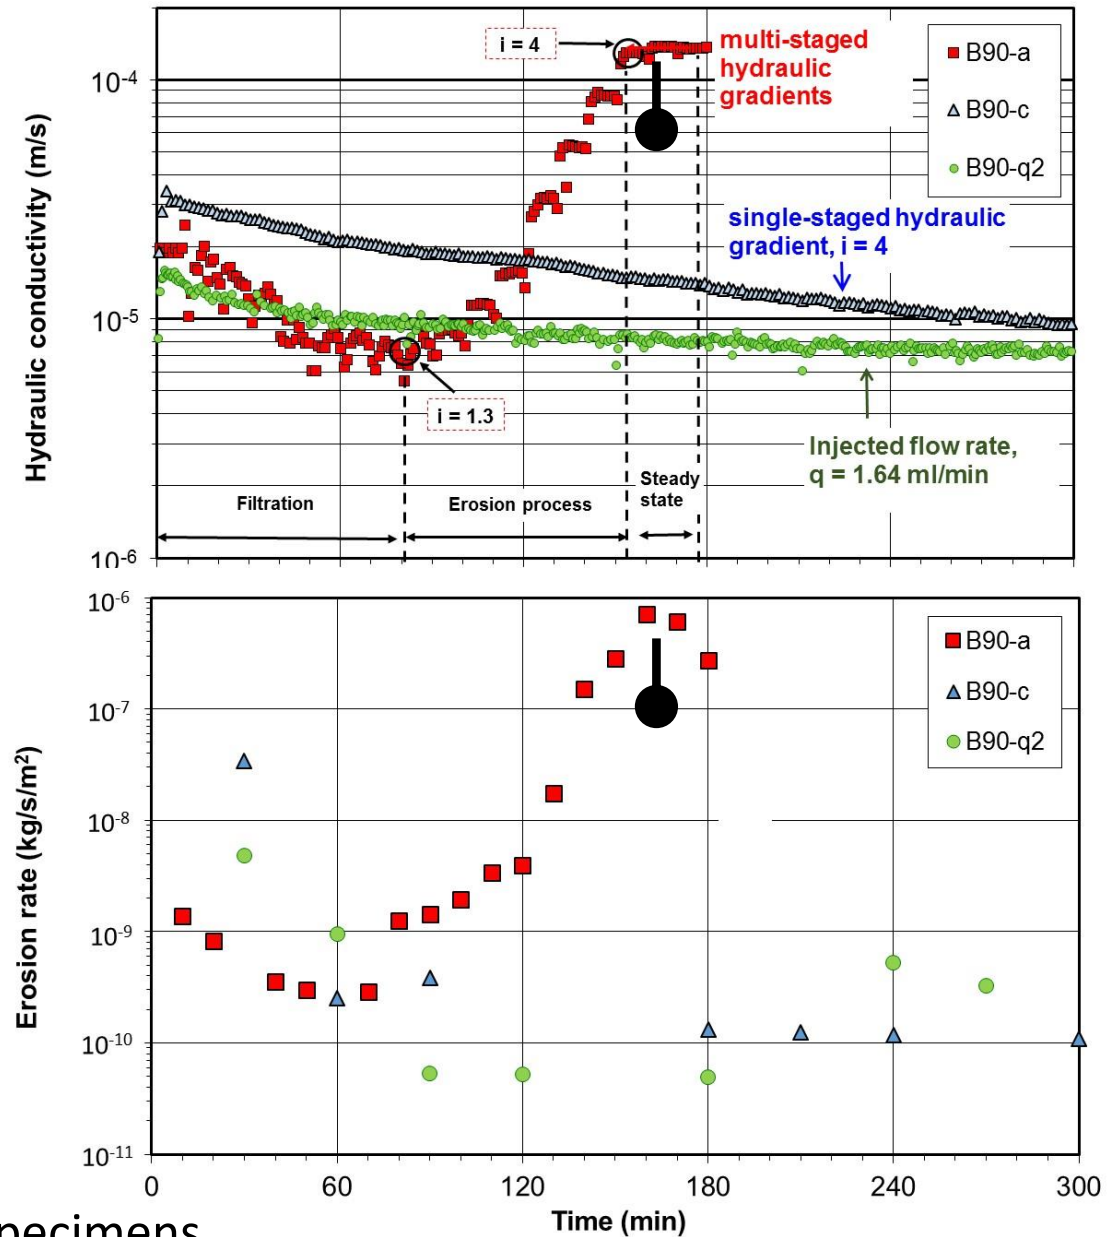 10⁻⁴
10⁻⁵
10⁻⁶
Hydraulic conductivity (m/s)
i = 4
multi-staged
hydraulic
gradients
B90-a
B90-c
B90-q2
single-staged hydraulic
gradient, i = 4
i = 1.3
Injected flow rate,
q = 1.64 ml/min
Filtration
Erosion process
Steady
state
10⁻⁶
10⁻⁷
10⁻⁸
10⁻⁹
10⁻¹⁰
10⁻¹¹
Erosion rate (kg/s/m²)
B90-a
B90-c
B90-q2
0 60 120 180 240 300
Time (min)